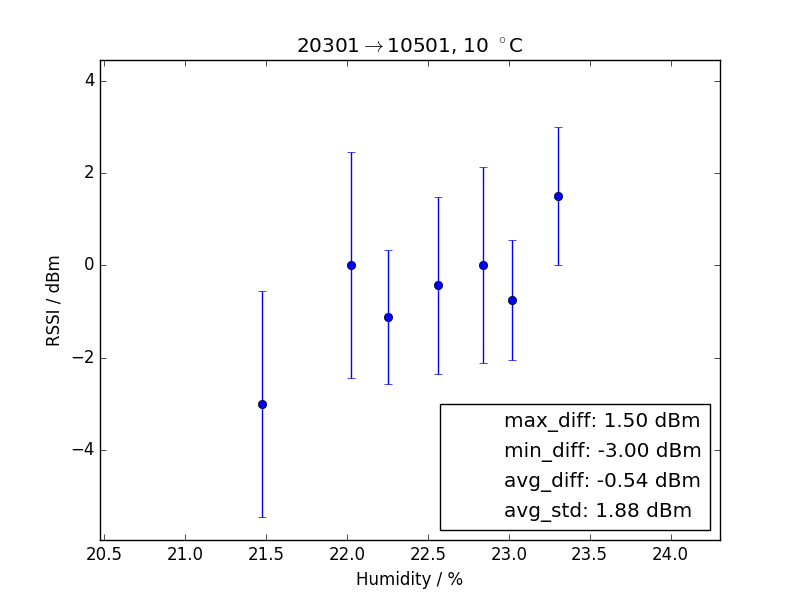 20301→10501, 10 °C
4
2
0
−2
−4
RSSI / dBm
max_diff: 1.50 dBm
min_diff: -3.00 dBm
avg_diff: -0.54 dBm
avg_std: 1.88 dBm
20.5 21.0 21.5 22.0 22.5 23.0 23.5 24.0
Humidity / %